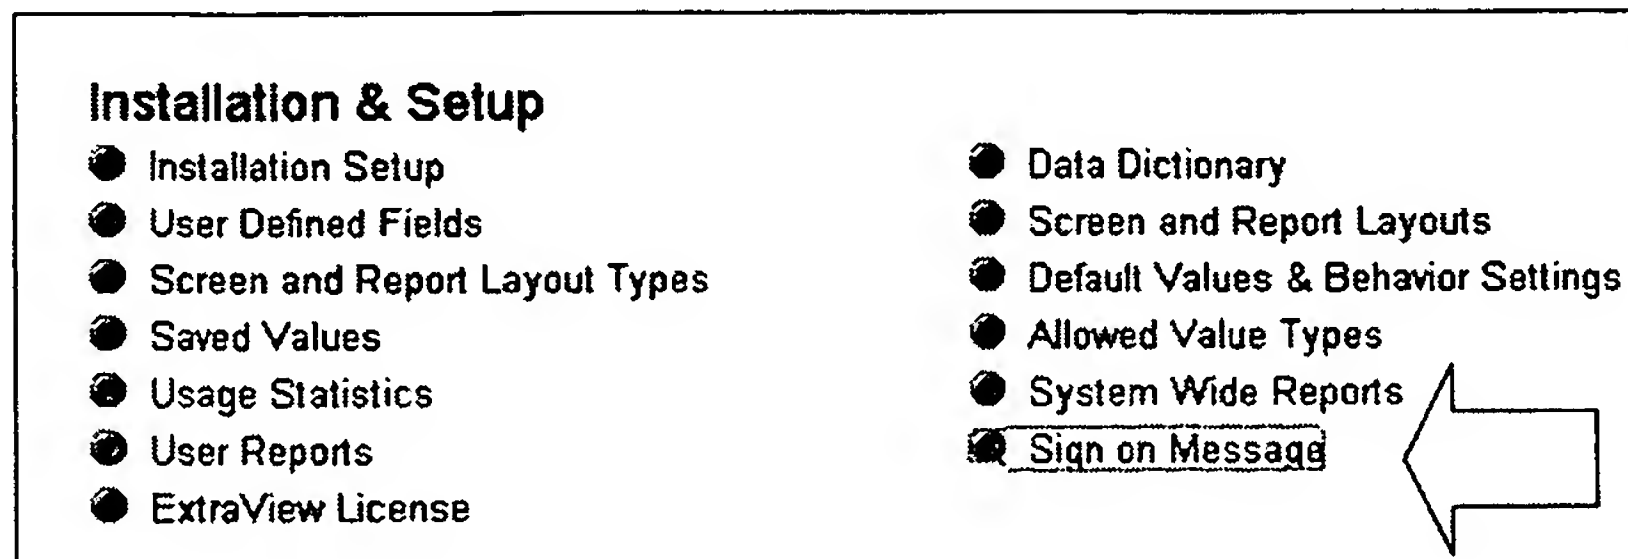 Installation & Setup
Installation Setup
User Defined Fields
Screen and Report Layout Types
Saved Values
Usage Statistics
User Reports
ExtraView License
Data Dictionary
Screen and Report Layouts
Default Values & Behavior Settings
Allowed Value Types
System Wide Reports
Sign on Message